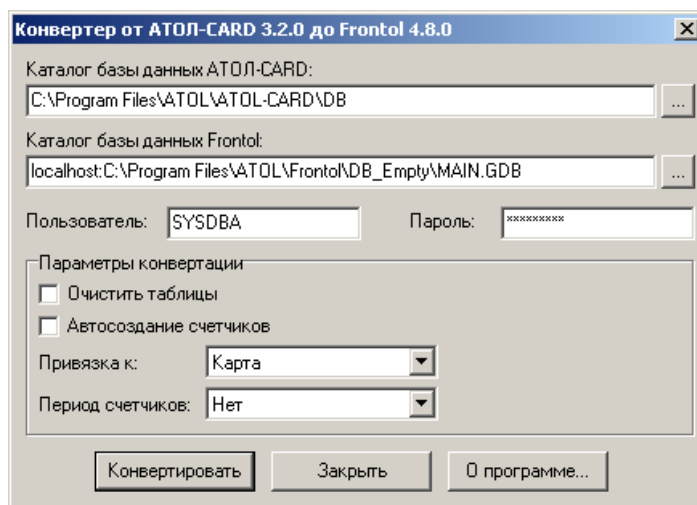 Конвертер от АТОЛ-CARD 3.2.0 до Frontol 4.8.0
Каталог базы данных АТОЛ-CARD:
C:\Program Files\ATOL\ATOL-CARD\DB
...
Каталог базы данных Frontol:
localhost:C:\Program Files\ATOL\Frontol\DB_Empty\MAIN.GDB
...
Пользователь: SYSDBA Пароль: *********
Параметры конвертации
Очистить таблицы
Автосоздание счетчиков
Привязка к: Карта
Период счетчиков: Нет
Конвертировать Закрыть О программе...